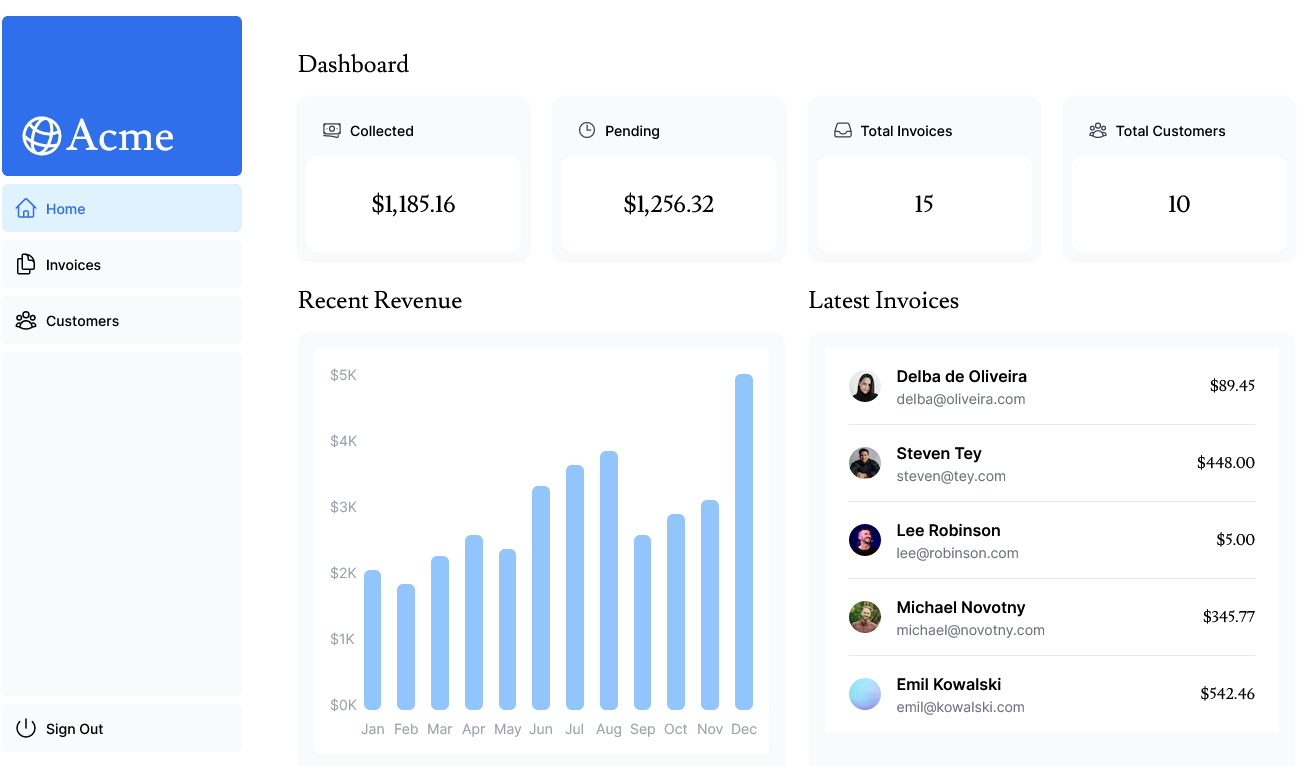 Acme
Home
Invoices
Customers
Sign Out
Dashboard
Collected
$1,185.16
Pending
$1,256.32
Total Invoices
15
Total Customers
10
Recent Revenue
$5K
$4K
$3K
$2K
$1K
$0K
Jan Feb Mar Apr May Jun Jul Aug Sep Oct Nov Dec
Latest Invoices
Delba de Oliveira
delba@oliveira.com
$89.45
Steven Tey
steven@tey.com
$448.00
Lee Robinson
lee@robinson.com
$5.00
Michael Novotny
michael@novotny.com
$345.77
Emil Kowalski
emil@kowalski.com
$542.46